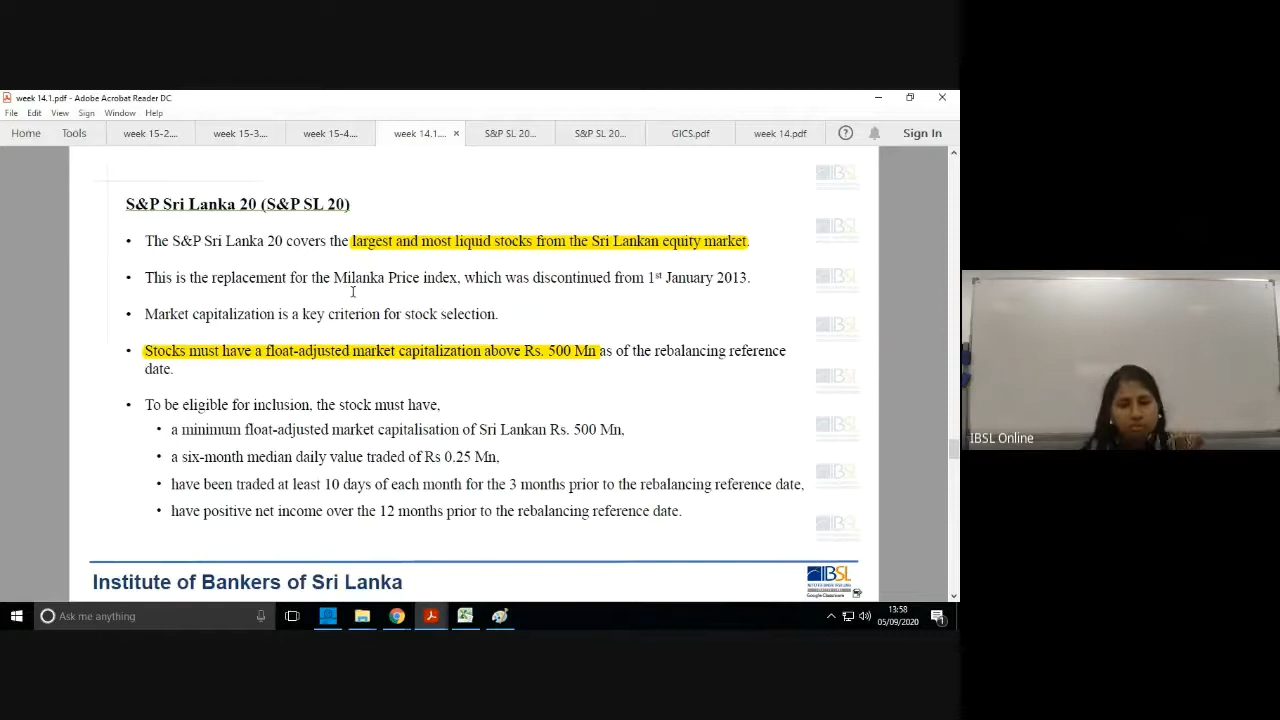 week 14.1.pdf - Adobe Acrobat Reader DC
File Edit View Sign Window Help
Home Tools week 15-2.... week 15-3.... week 15-4.... week 14.1.... × S&P SL 20... S&P SL 20... GICS.pdf week 14.pdf Sign In
S&P Sri Lanka 20 (S&P SL 20)
• The S&P Sri Lanka 20 covers the largest and most liquid stocks from the Sri Lankan equity market.
• This is the replacement for the Milanka Price index, which was discontinued from 1st January 2013.
• Market capitalization is a key criterion for stock selection.
• Stocks must have a float-adjusted market capitalization above Rs. 500 Mn as of the rebalancing reference
date.
• To be eligible for inclusion, the stock must have,
• a minimum float-adjusted market capitalisation of Sri Lankan Rs. 500 Mn,
• a six-month median daily value traded of Rs 0.25 Mn,
• have been traded at least 10 days of each month for the 3 months prior to the rebalancing reference date,
• have positive net income over the 12 months prior to the rebalancing reference date.
Institute of Bankers of Sri Lanka
IBSL
Google Classroom
IBSL Online
Ask me anything
13:58
05/09/2020